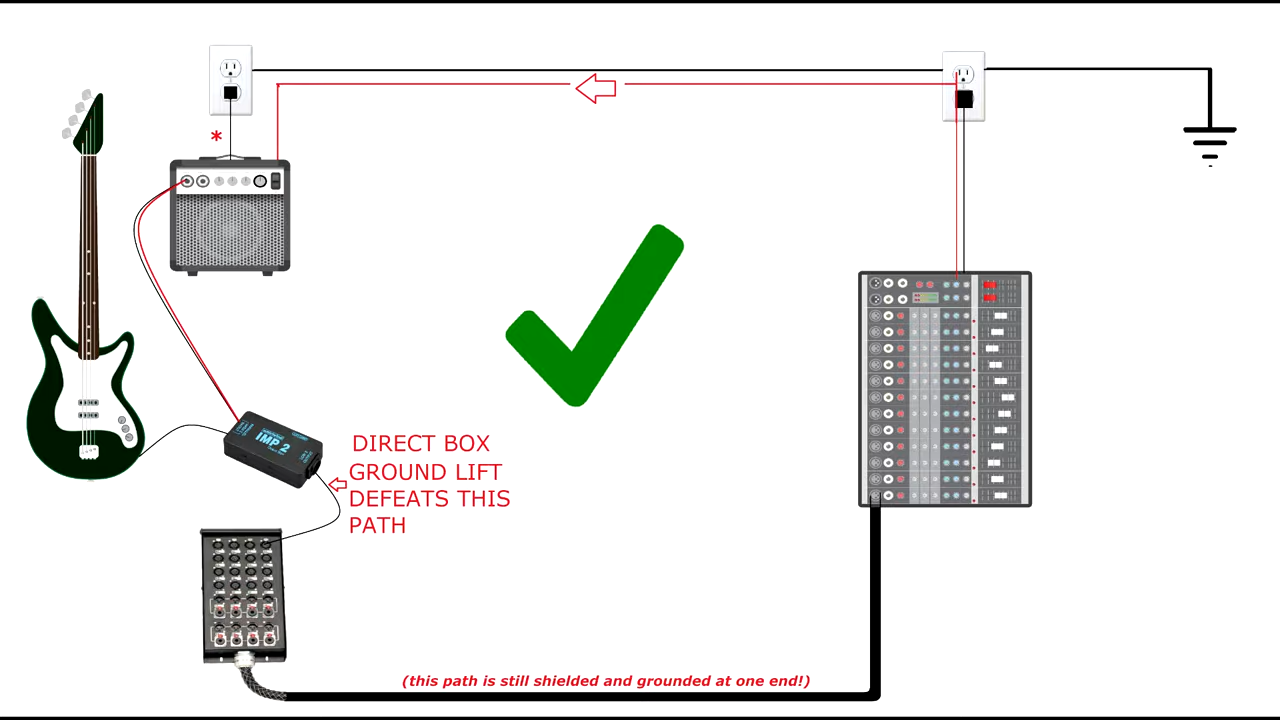 *
IMP 2
DIRECT BOX
GROUND LIFT
DEFEATS THIS
PATH
(this path is still shielded and grounded at one end!)